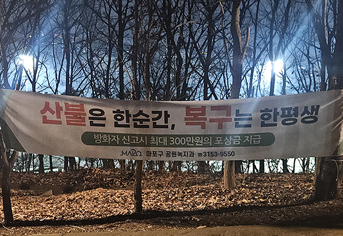 산불은 한순간, 복구는 한평생
방화자 신고시 최대 300만원의 포상금 지급
마포구 공원녹지과 ☎3153-9550